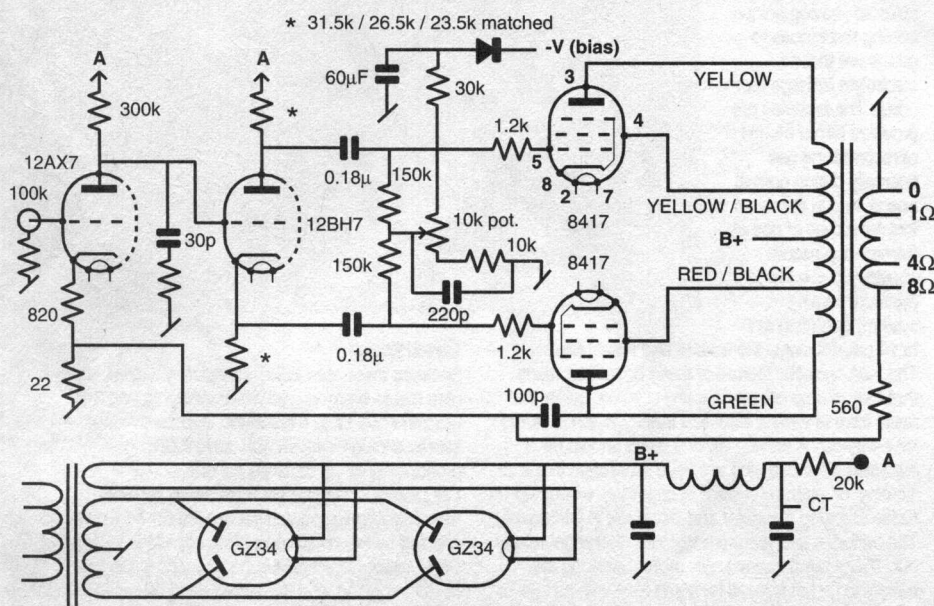 * 31.5k / 26.5k / 23.5k matched
A
A
-V (bias)
60µF
30k
3
YELLOW
300k
*
1.2k
4
12AX7
5
100k
0.18µ
150k
8
2
7
0
12BH7
8417
YELLOW / BLACK
1Ω
30p
10k pot.
B+
10k
8417
4Ω
150k
RED / BLACK
8Ω
820
220p
*
0.18µ
1.2k
22
100p
GREEN
560
B+
A
20k
CT
GZ34
GZ34